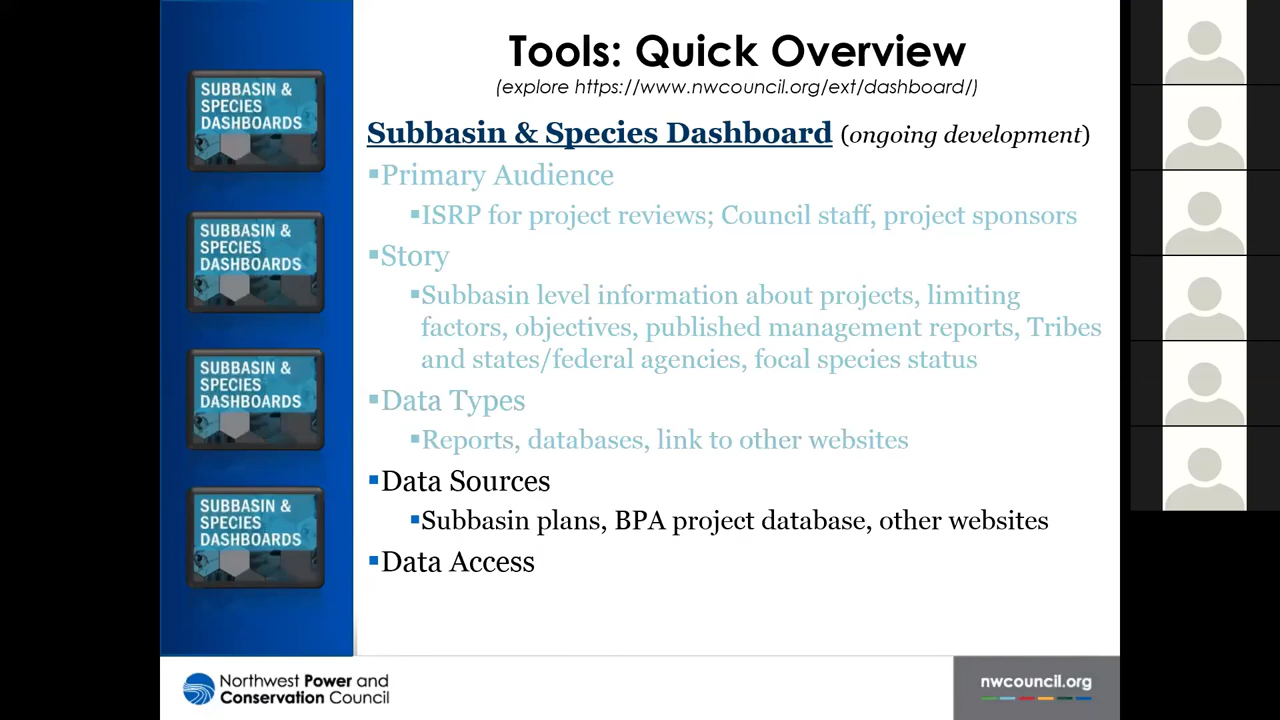 Tools: Quick Overview
(explore https://www.nwcouncil.org/ext/dashboard/)
Subbasin & Species Dashboard (ongoing development)
▪Primary Audience
▪ISRP for project reviews; Council staff, project sponsors
▪Story
▪Subbasin level information about projects, limiting
factors, objectives, published management reports, Tribes
and states/federal agencies, focal species status
▪Data Types
▪Reports, databases, link to other websites
▪Data Sources
▪Subbasin plans, BPA project database, other websites
▪Data Access
SUBBASIN &
SPECIES
DASHBOARDS
SUBBASIN &
SPECIES
DASHBOARDS
SUBBASIN &
SPECIES
DASHBOARDS
SUBBASIN &
SPECIES
DASHBOARDS
Northwest Power and
Conservation Council
nwcouncil.org